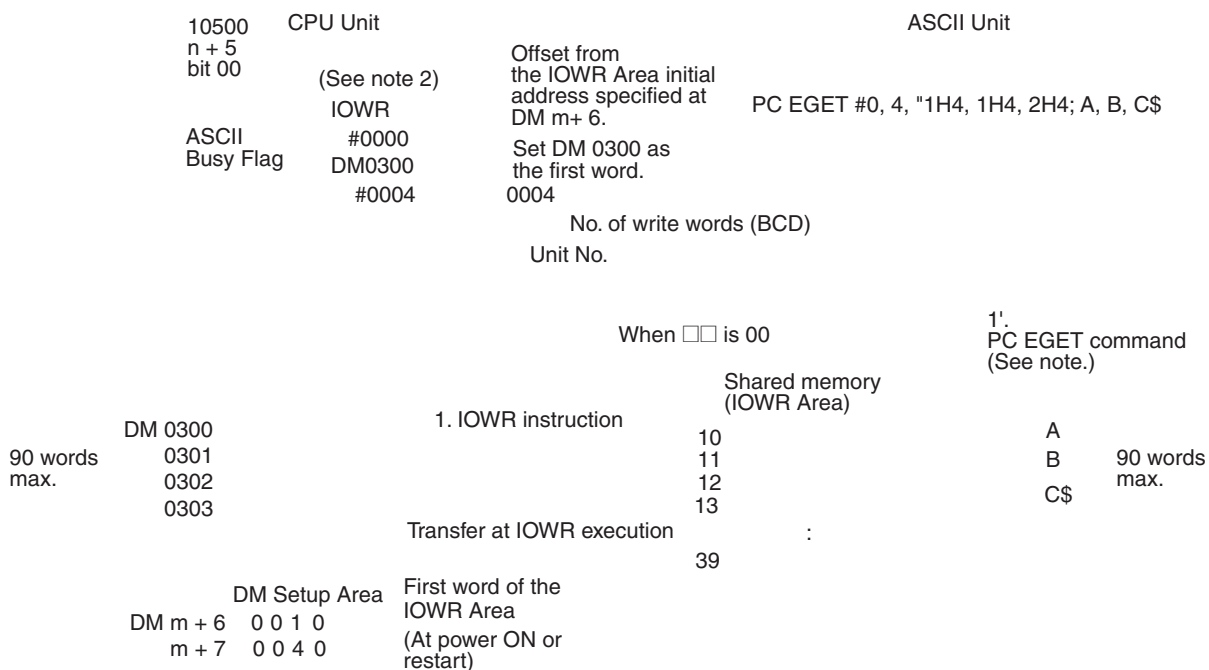 10500
n + 5
bit 00
CPU Unit
ASCII Unit
(See note 2)
IOWR
#0000
DM0300
#0004
ASCII
Busy Flag
Offset from
the IOWR Area initial
address specified at
DM m+ 6.
Set DM 0300 as
the first word.
0004
No. of write words (BCD)
Unit No.
PC EGET #0, 4, "1H4, 1H4, 2H4; A, B, C$
When □□ is 00
1'.
PC EGET command
(See note.)
Shared memory
(IOWR Area)
1. IOWR instruction
90 words
max.
DM 0300
0301
0302
0303
10
11
12
13
:
39
A
B
C$
90 words
max.
Transfer at IOWR execution
DM Setup Area
DM m + 6 0 0 1 0
m + 7 0 0 4 0
First word of the
IOWR Area
(At power ON or
restart)